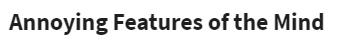 Annoying Features of the Mind